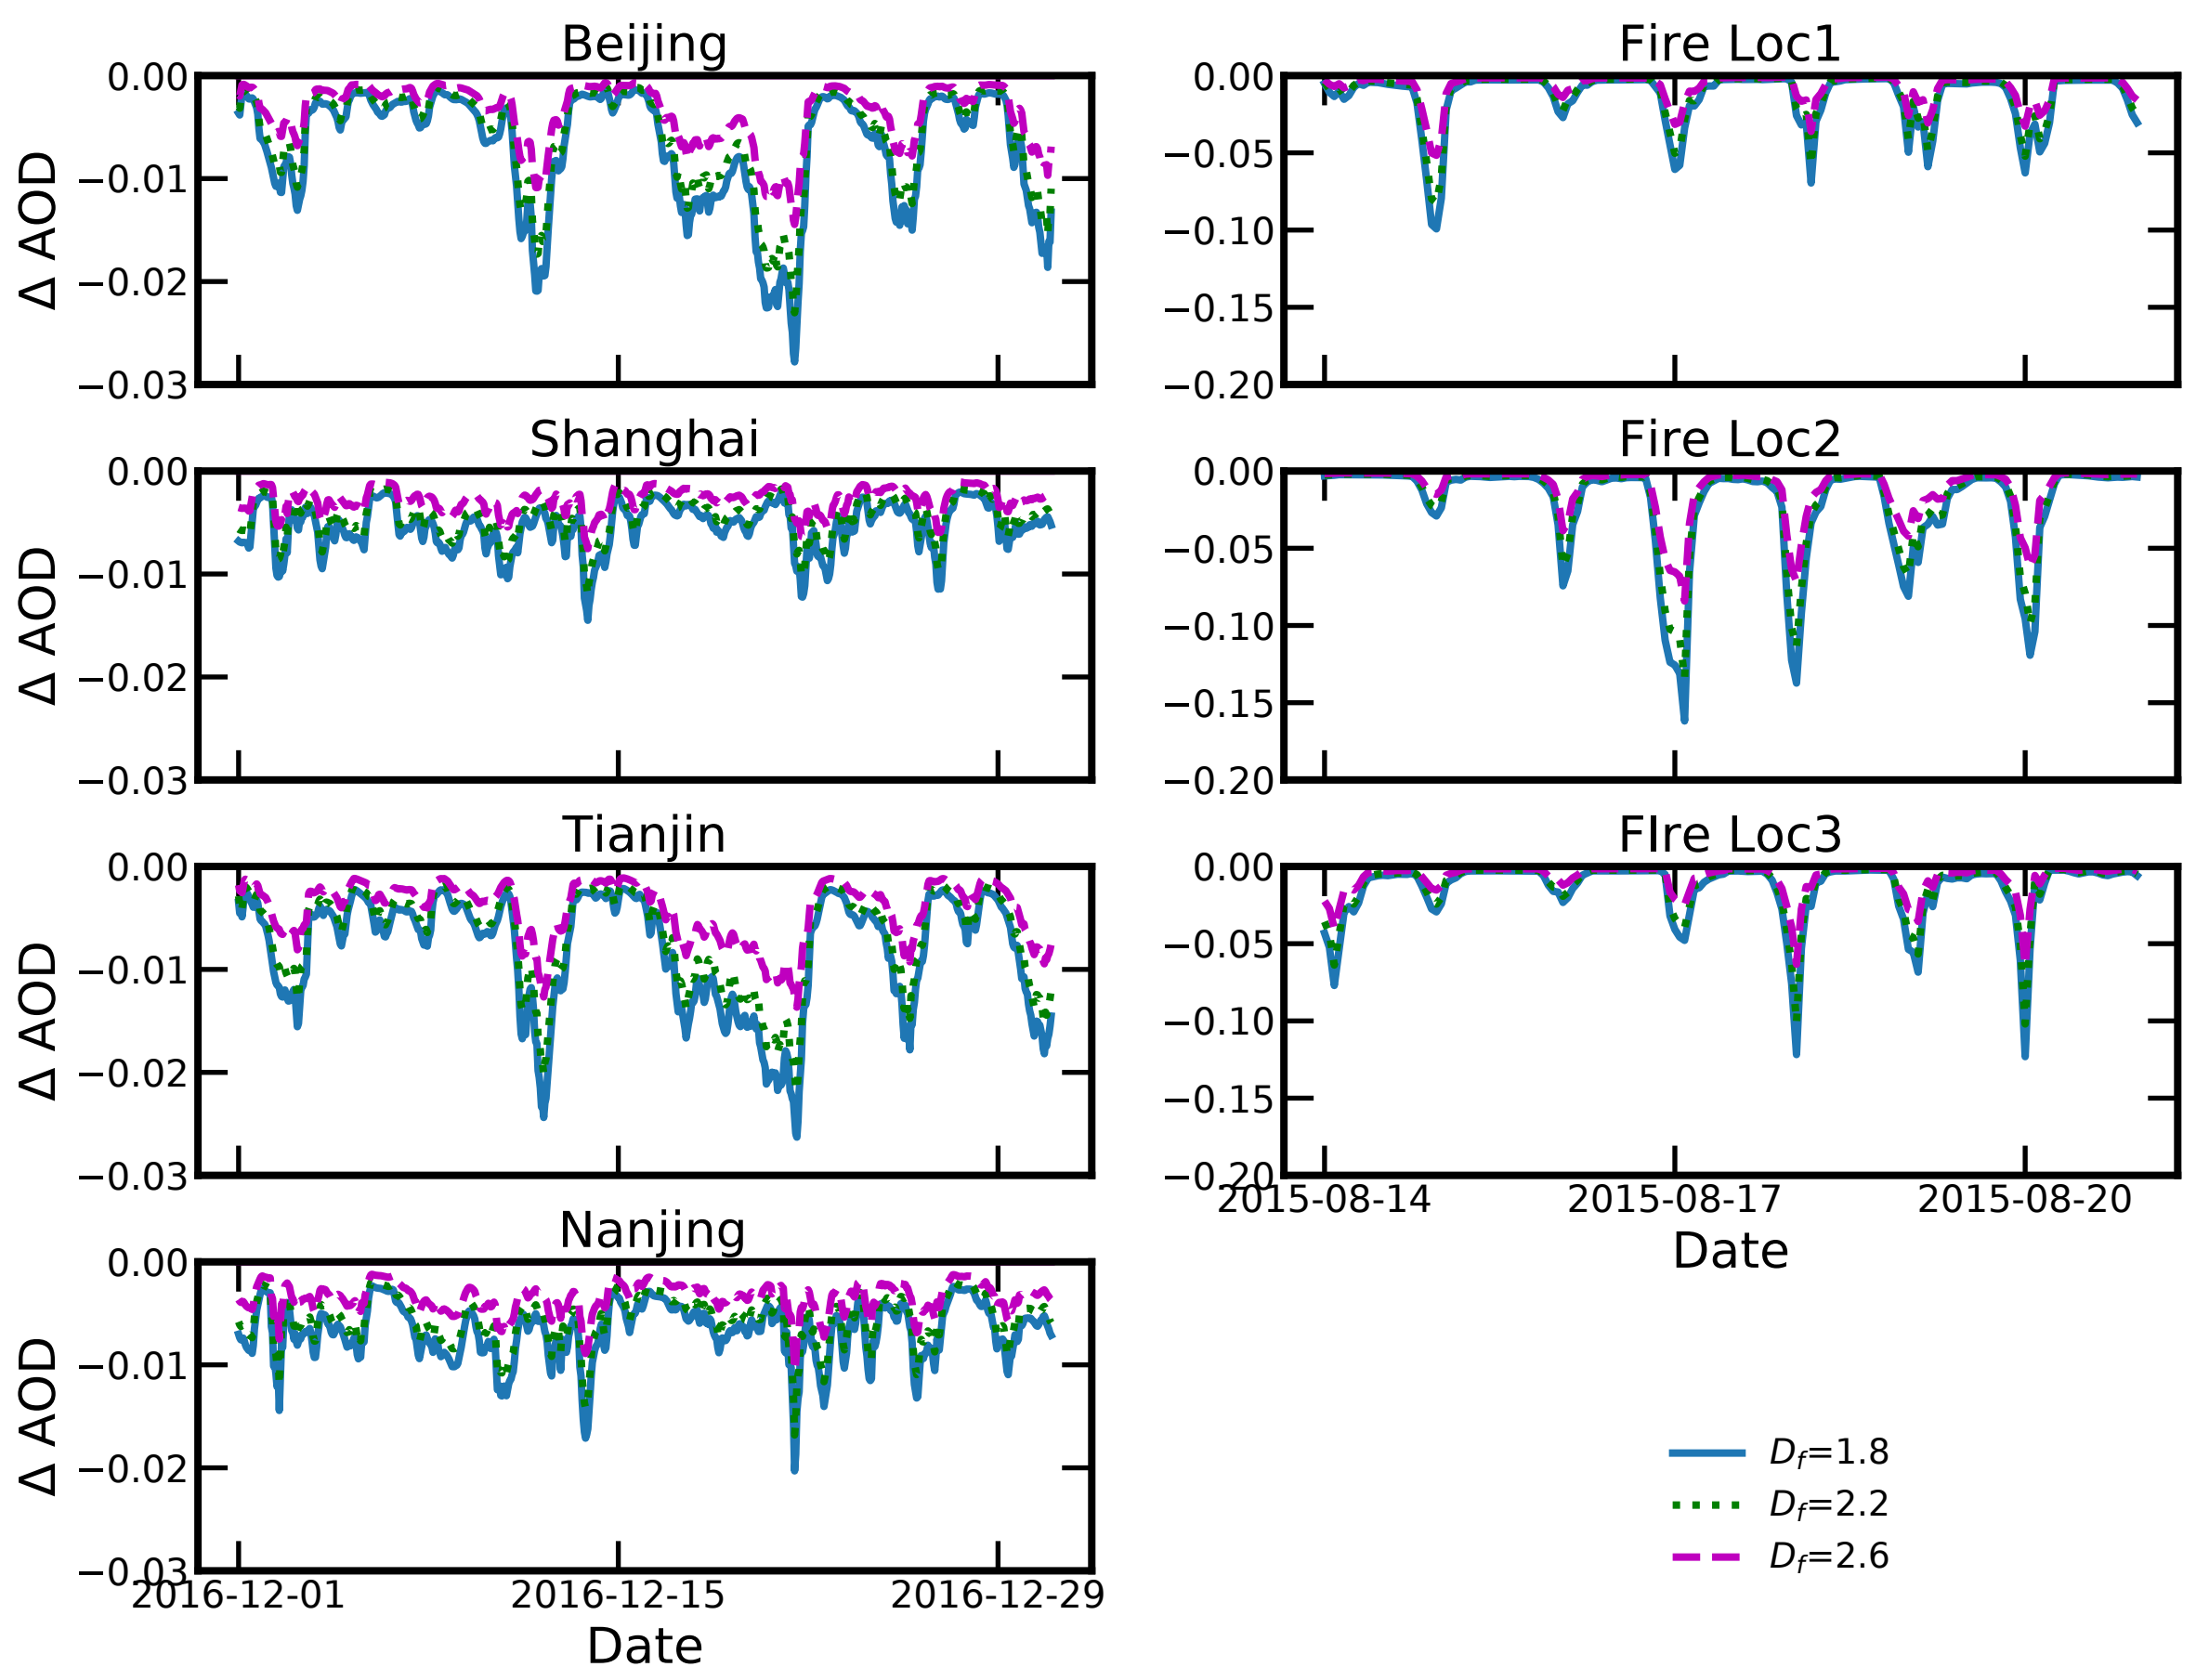 Beijing
0.00
−0.01
−0.02
−0.03
Δ AOD
Shanghai
0.00
−0.01
−0.02
−0.03
Δ AOD
Tianjin
0.00
−0.01
−0.02
−0.03
Δ AOD
Nanjing
0.00
−0.01
−0.02
−0.03
Δ AOD
2016-12-01 2016-12-15 2016-12-29
Date
Fire Loc1
0.00
−0.05
−0.10
−0.15
−0.20
Fire Loc2
0.00
−0.05
−0.10
−0.15
−0.20
FIre Loc3
0.00
−0.05
−0.10
−0.15
−0.20
2015-08-14 2015-08-17 2015-08-20
Date
D_f=1.8
D_f=2.2
D_f=2.6